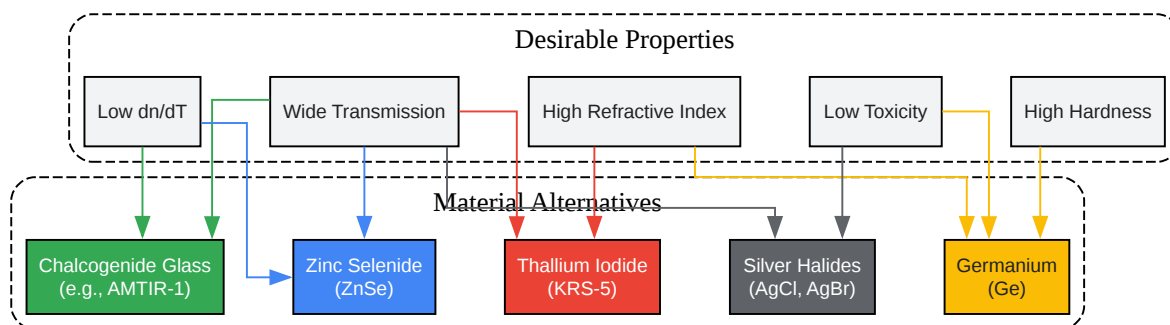 Desirable Properties
Low dn/dT
Wide Transmission
High Refractive Index
Low Toxicity
High Hardness
Material Alternatives
Chalcogenide Glass
(e.g., AMTIR-1)
Zinc Selenide
(ZnSe)
Thallium Iodide
(KRS-5)
Silver Halides
(AgCl, AgBr)
Germanium
(Ge)